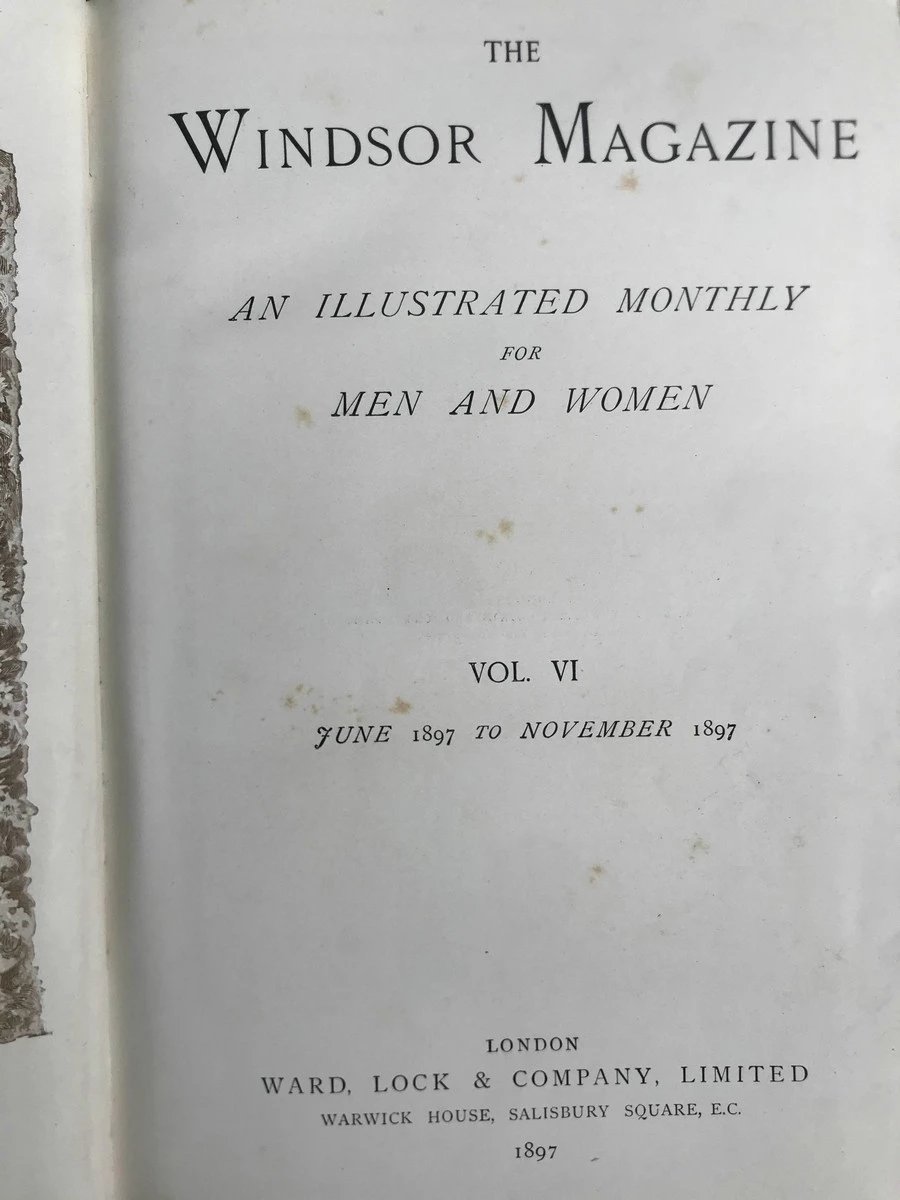 THE
WINDSOR MAGAZINE
AN ILLUSTRATED MONTHLY
FOR
MEN AND WOMEN
VOL. VI
JUNE 1897 TO NOVEMBER 1897
LONDON
WARD, LOCK & COMPANY, LIMITED
WARWICK HOUSE, SALISBURY SQUARE, E.C.
1897